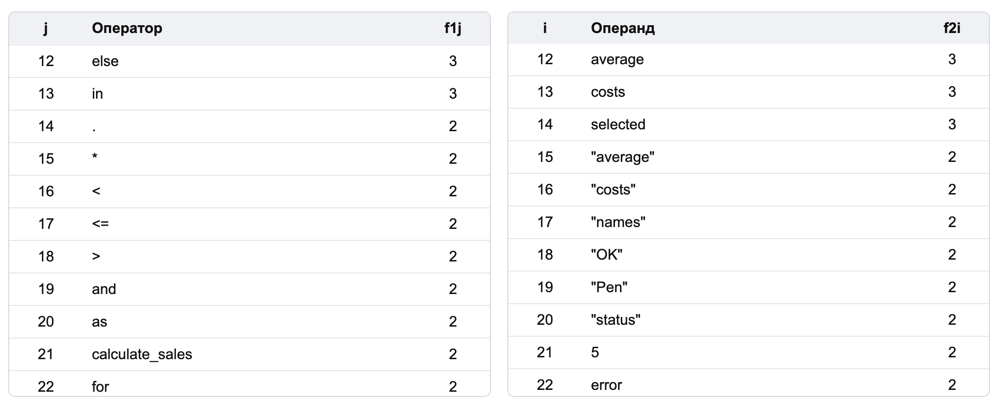 j Оператор f1j
12 else 3
13 in 3
14 . 2
15 * 2
16 < 2
17 <= 2
18 > 2
19 and 2
20 as 2
21 calculate_sales 2
22 for 2
i Операнд f2i
12 average 3
13 costs 3
14 selected 3
15 "average" 2
16 "costs" 2
17 "names" 2
18 "OK" 2
19 "Pen" 2
20 "status" 2
21 5 2
22 error 2